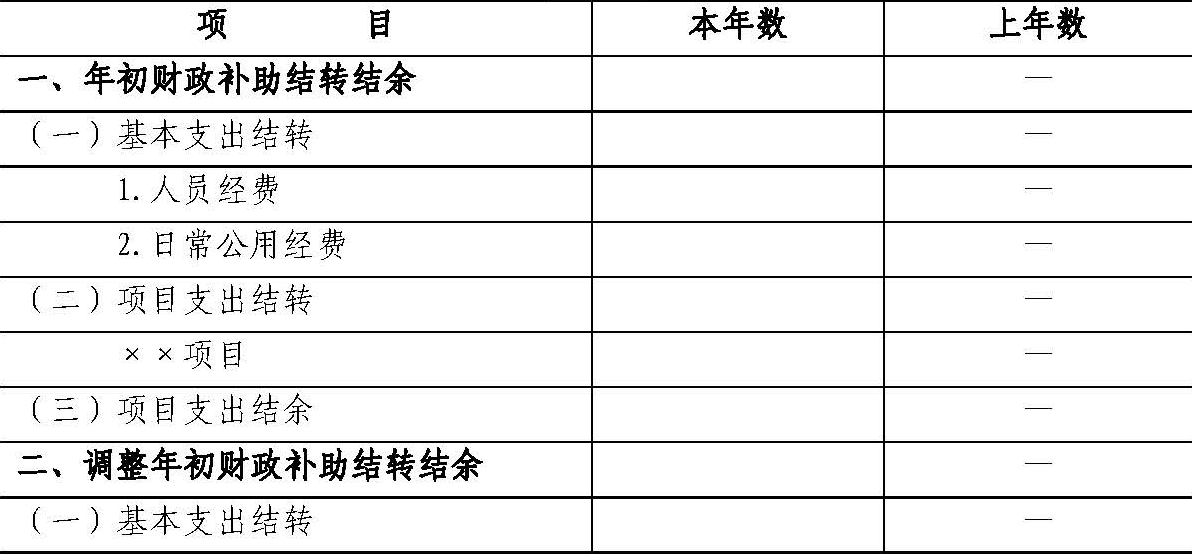 项 目 本年数 上年数
一、年初财政补助结转结余 —
（一）基本支出结转 —
1.人员经费 —
2.日常公用经费 —
（二）项目支出结转 —
××项目 —
（三）项目支出结余 —
二、调整年初财政补助结转结余 —
（一）基本支出结转 —